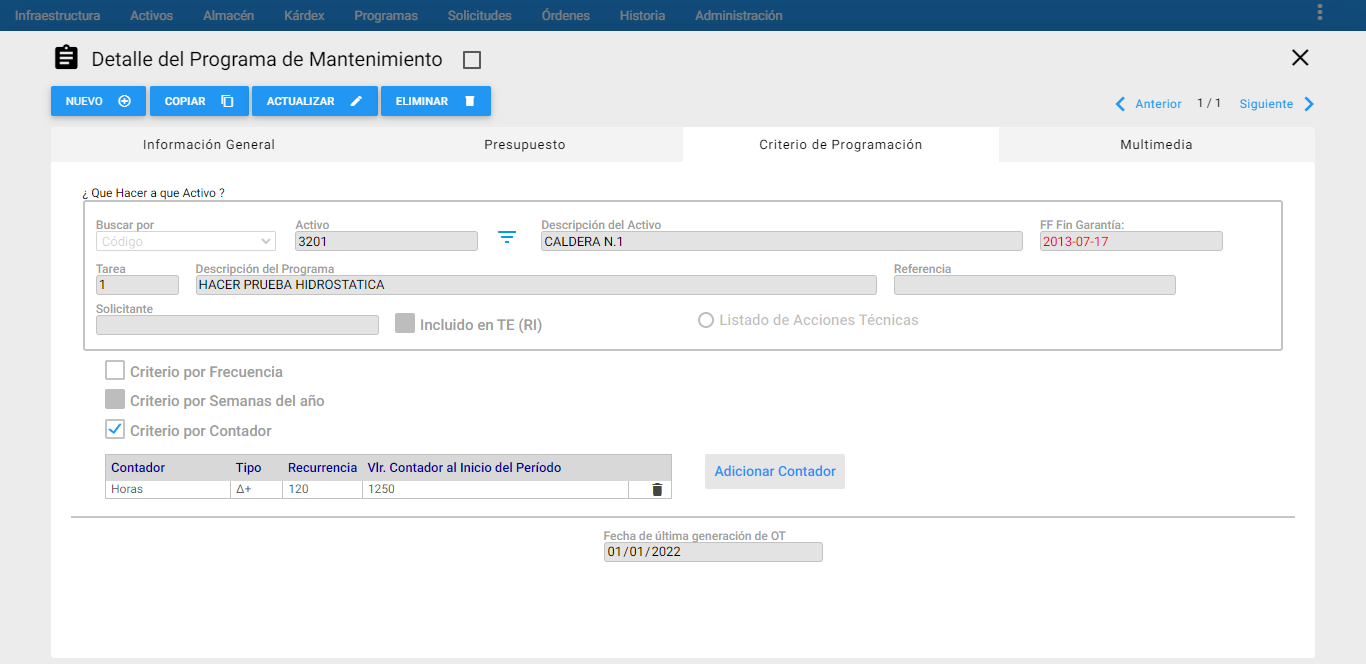 Infraestructura Activos Almacén Kárdex Programas Solicitudes Órdenes Historia Administración
Detalle del Programa de Mantenimiento
NUEVO COPIAR ACTUALIZAR ELIMINAR
Anterior 1 / 1 Siguiente
Información General Presupuesto Criterio de Programación Multimedia
¿ Que Hacer a que Activo ?
Buscar por Activo Descripción del Activo FF Fin Garantía:
Código 3201 CALDERA N.1 2013-07-17
Tarea Descripción del Programa Referencia
1 HACER PRUEBA HIDROSTATICA
Solicitante
Incluido en TE (RI) Listado de Acciones Técnicas
Criterio por Frecuencia
Criterio por Semanas del año
Criterio por Contador
Contador Tipo Recurrencia Vlr. Contador al Inicio del Período
Adicionar Contador
Horas Δ+ 120 1250
Fecha de última generación de OT
01/01/2022